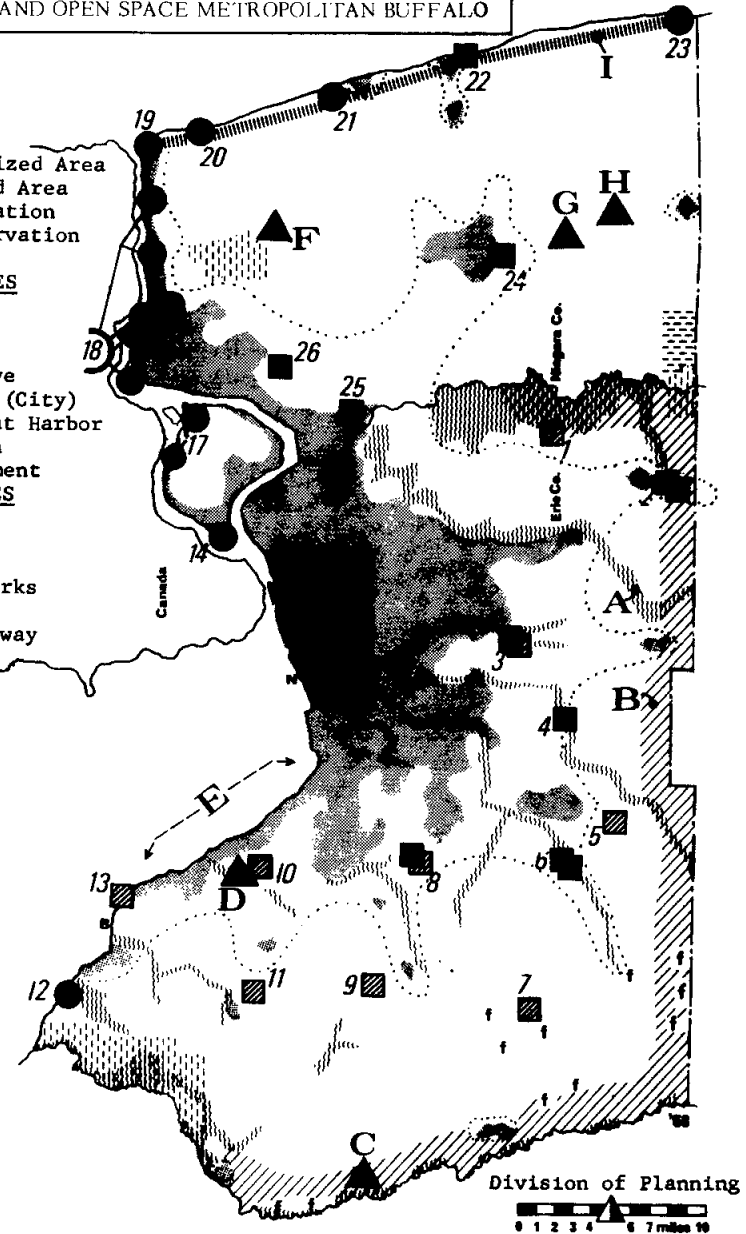 AND OPEN SPACE METROPOLITAN BUFFALO
23
I
22
21
19
20
ized Area
d Area
ation
rvation
ES
H
G
F
24
18
26
Niagara Co.
ve
(City)
ut Harbor
n
ment
ES
25
17
1
Erie Co.
14
Canada
rks
way
A
3
N
B
4
E
5
6
10
8
13
D
B
12
11
9
7
f
f
f
f
f
f
f
f
f
f
C
f
f
'66
Division of Planning
0 1 2 3 4 6 7 miles 10